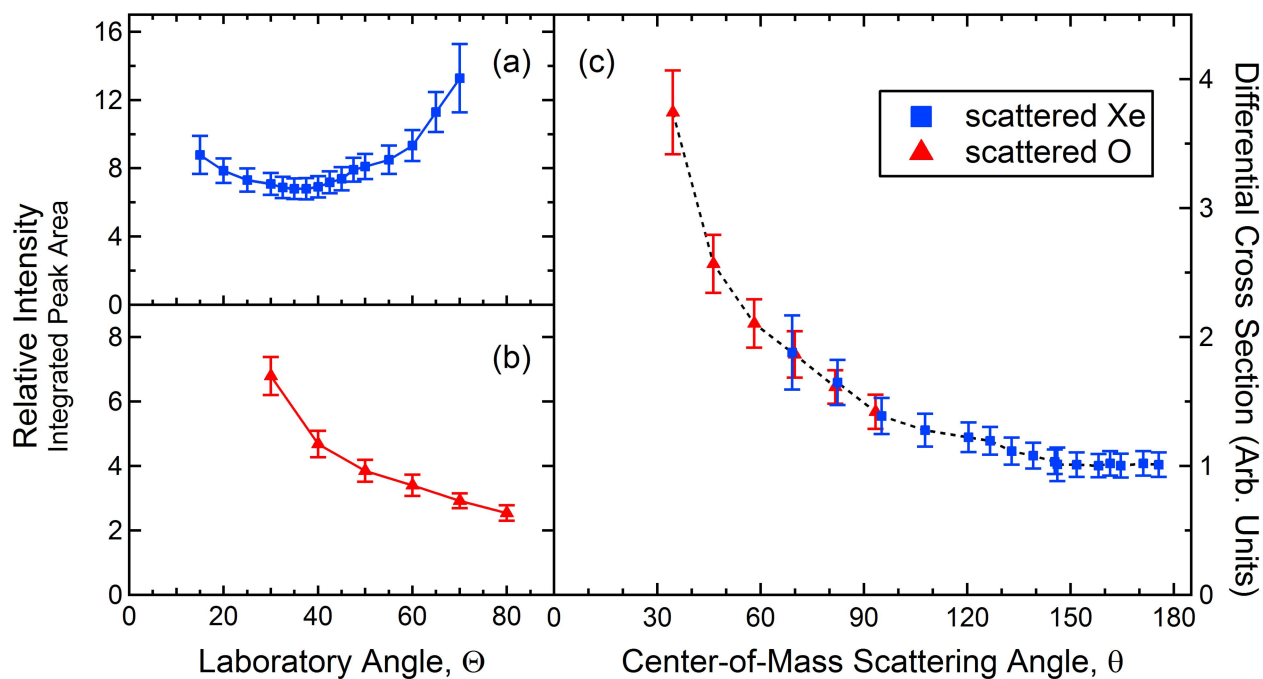 Relative Intensity
Integrated Peak Area
16
12
8
4
0
(a)
8
6
4
2
0
(b)
0 20 40 60 80
Laboratory Angle, Θ
(c)
scattered Xe
scattered O
4
3
2
1
0
0 30 60 90 120 150 180
Center-of-Mass Scattering Angle, θ
Differential Cross Section (Arb. Units)